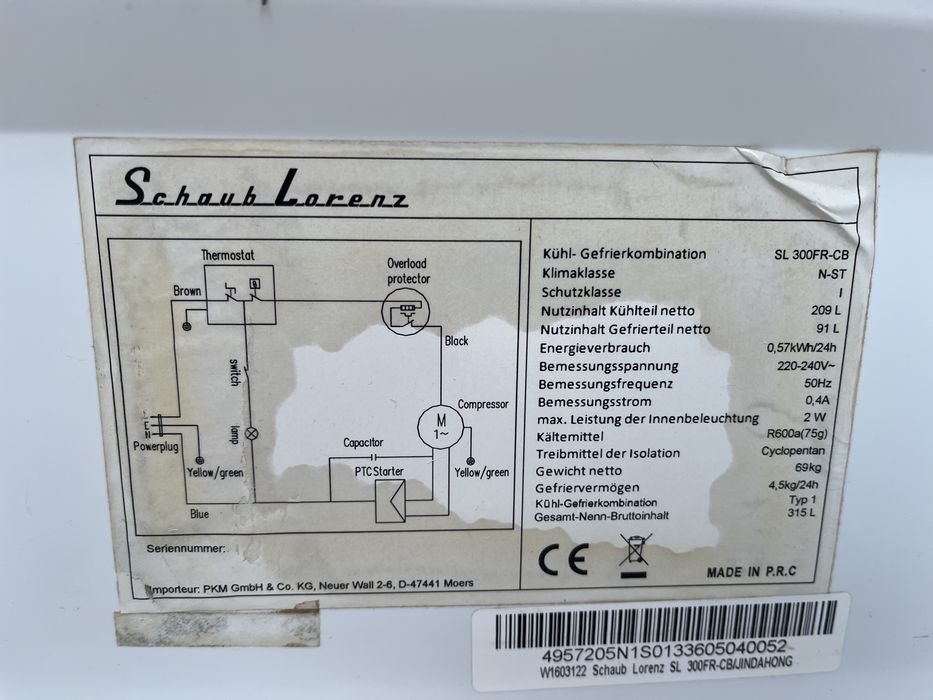 Schaub Lorenz
Thermostat
Overload
protector
Brown
Black
switch
Compressor
M
1~
lamp
L
E
N
Powerplug
Capacitor
PTC Starter
Yellow/green
Yellow/green
Blue
Seriennummer:
Importeur: PKM GmbH & Co. KG, Neuer Wall 2-6, D-47441 Moers
Kühl- Gefrierkombination SL 300FR-CB
Klimaklasse N-ST
Schutzklasse I
Nutzinhalt Kühlteil netto 209 L
Nutzinhalt Gefrierteil netto 91 L
Energieverbrauch 0,57kWh/24h
Bemessungsspannung 220-240V~
Bemessungsfrequenz 50Hz
Bemessungsstrom 0,4A
max. Leistung der Innenbeleuchtung 2 W
Kältemittel R600a(75g)
Treibmittel der Isolation Cyclopentan
Gewicht netto 69kg
Gefriervermögen 4,5kg/24h
Kühl-Gefrierkombination Typ 1
Gesamt-Nenn-Bruttoinhalt 315 L
CE
MADE IN P.R.C
4957205N1S0133605040052
W1603122 Schaub Lorenz SL 300FR-CB/JINDAHONG